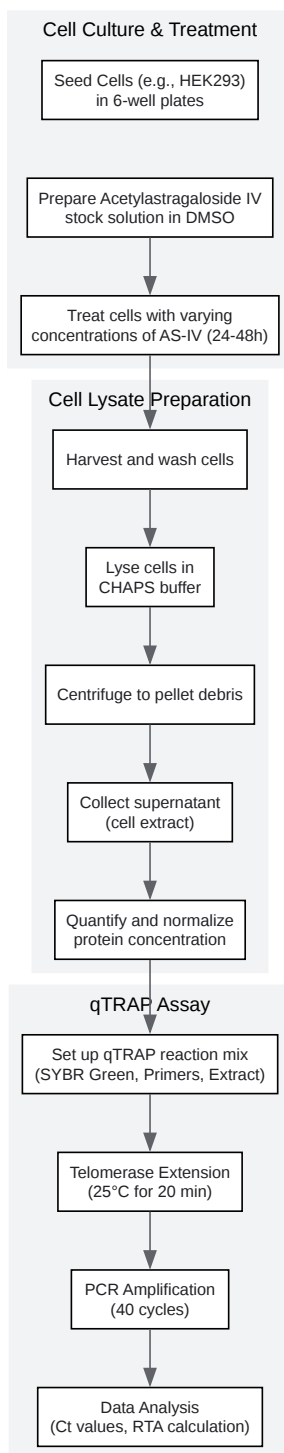 Cell Culture & Treatment
Seed Cells (e.g., HEK293)
in 6-well plates
Prepare Acetylastragaloside IV
stock solution in DMSO
Treat cells with varying
concentrations of AS-IV (24-48h)
Cell Lysate Preparation
Harvest and wash cells
Lyse cells in
CHAPS buffer
Centrifuge to pellet debris
Collect supernatant
(cell extract)
Quantify and normalize
protein concentration
qTRAP Assay
Set up qTRAP reaction mix
(SYBR Green, Primers, Extract)
Telomerase Extension
(25°C for 20 min)
PCR Amplification
(40 cycles)
Data Analysis
(Ct values, RTA calculation)